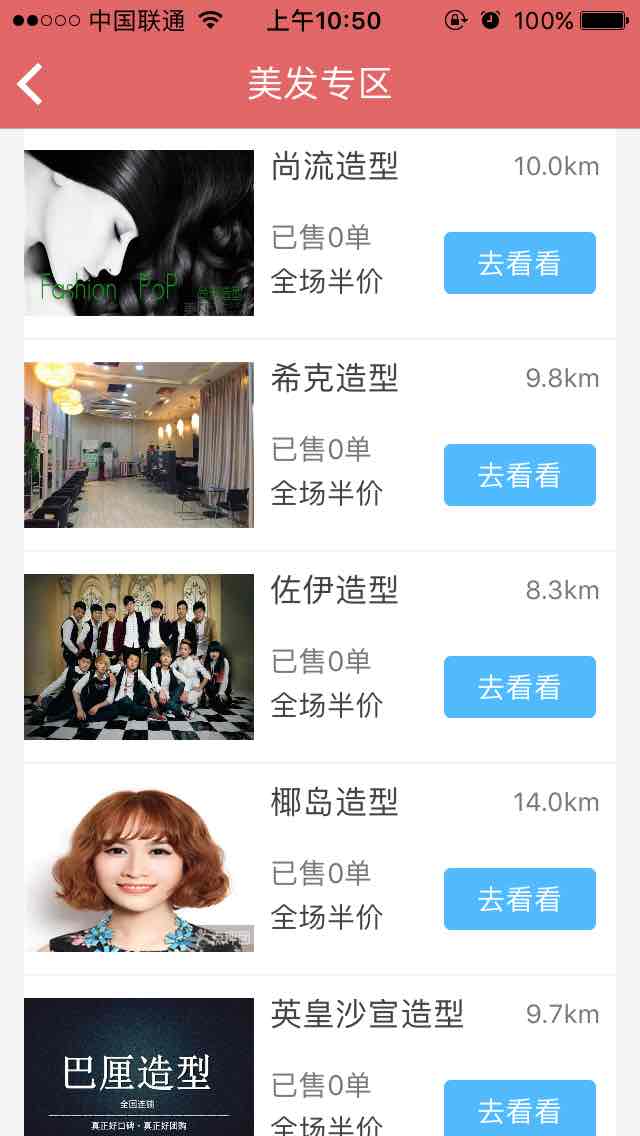 中国联通
上午10:50
100%
美发专区
Fashion PoP
尚流造型
10.0km
已售0单
全场半价
去看看
希克造型
9.8km
已售0单
全场半价
去看看
佐伊造型
8.3km
已售0单
全场半价
去看看
椰岛造型
14.0km
已售0单
全场半价
去看看
巴厘造型
全国连锁
真正好口碑·真正好团购
英皇沙宣造型
9.7km
已售0单
全场半价
去看看